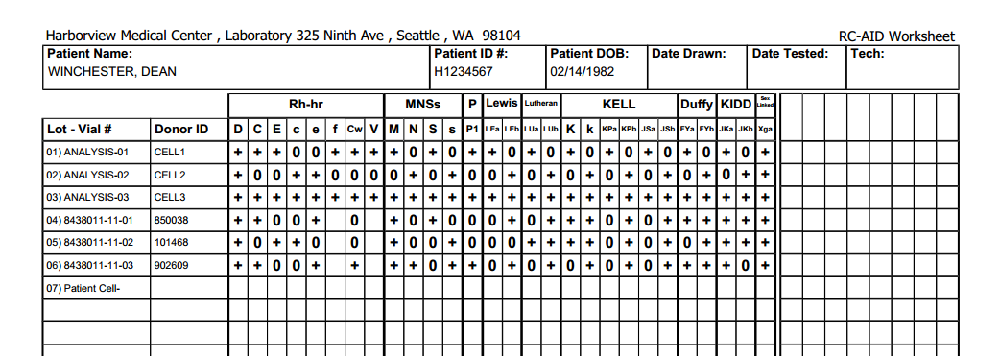 Harborview Medical Center , Laboratory 325 Ninth Ave , Seattle , WA 98104 RC-AID Worksheet
Patient Name: Patient ID #: Patient DOB: Date Drawn: Date Tested: Tech:
WINCHESTER, DEAN H1234567 02/14/1982
Rh-hr MNSs P Lewis Lutheran KELL Duffy KIDD Sex Linked
Lot - Vial # Donor ID D C E c e f Cw V M N S s P1 LEa LEb LUa LUb K k KPa KPb JSa JSb FYa FYb JKa JKb Xga
01) ANALYSIS-01 CELL1 + + + 0 0 + + + + 0 + 0 + + 0 + 0 + 0 + 0 + 0 + 0 + 0 +
02) ANALYSIS-02 CELL2 + 0 0 + + 0 0 0 0 + 0 + 0 0 + 0 + 0 + 0 + 0 + 0 + 0 + +
03) ANALYSIS-03 CELL3 + + + + + + + + + + + + + + + + + + + + + + + + + + + +
04) 8438011-11-01 850038 + + 0 0 + 0 + 0 + 0 0 0 + 0 + 0 + 0 + 0 + + + + + +
05) 8438011-11-02 101468 + 0 + + 0 0 + 0 0 + 0 0 + + + 0 + 0 + 0 + 0 + + + +
06) 8438011-11-03 902609 + + 0 0 + + + + 0 + + 0 + + + 0 + 0 + 0 + + + + 0 +
07) Patient Cell-